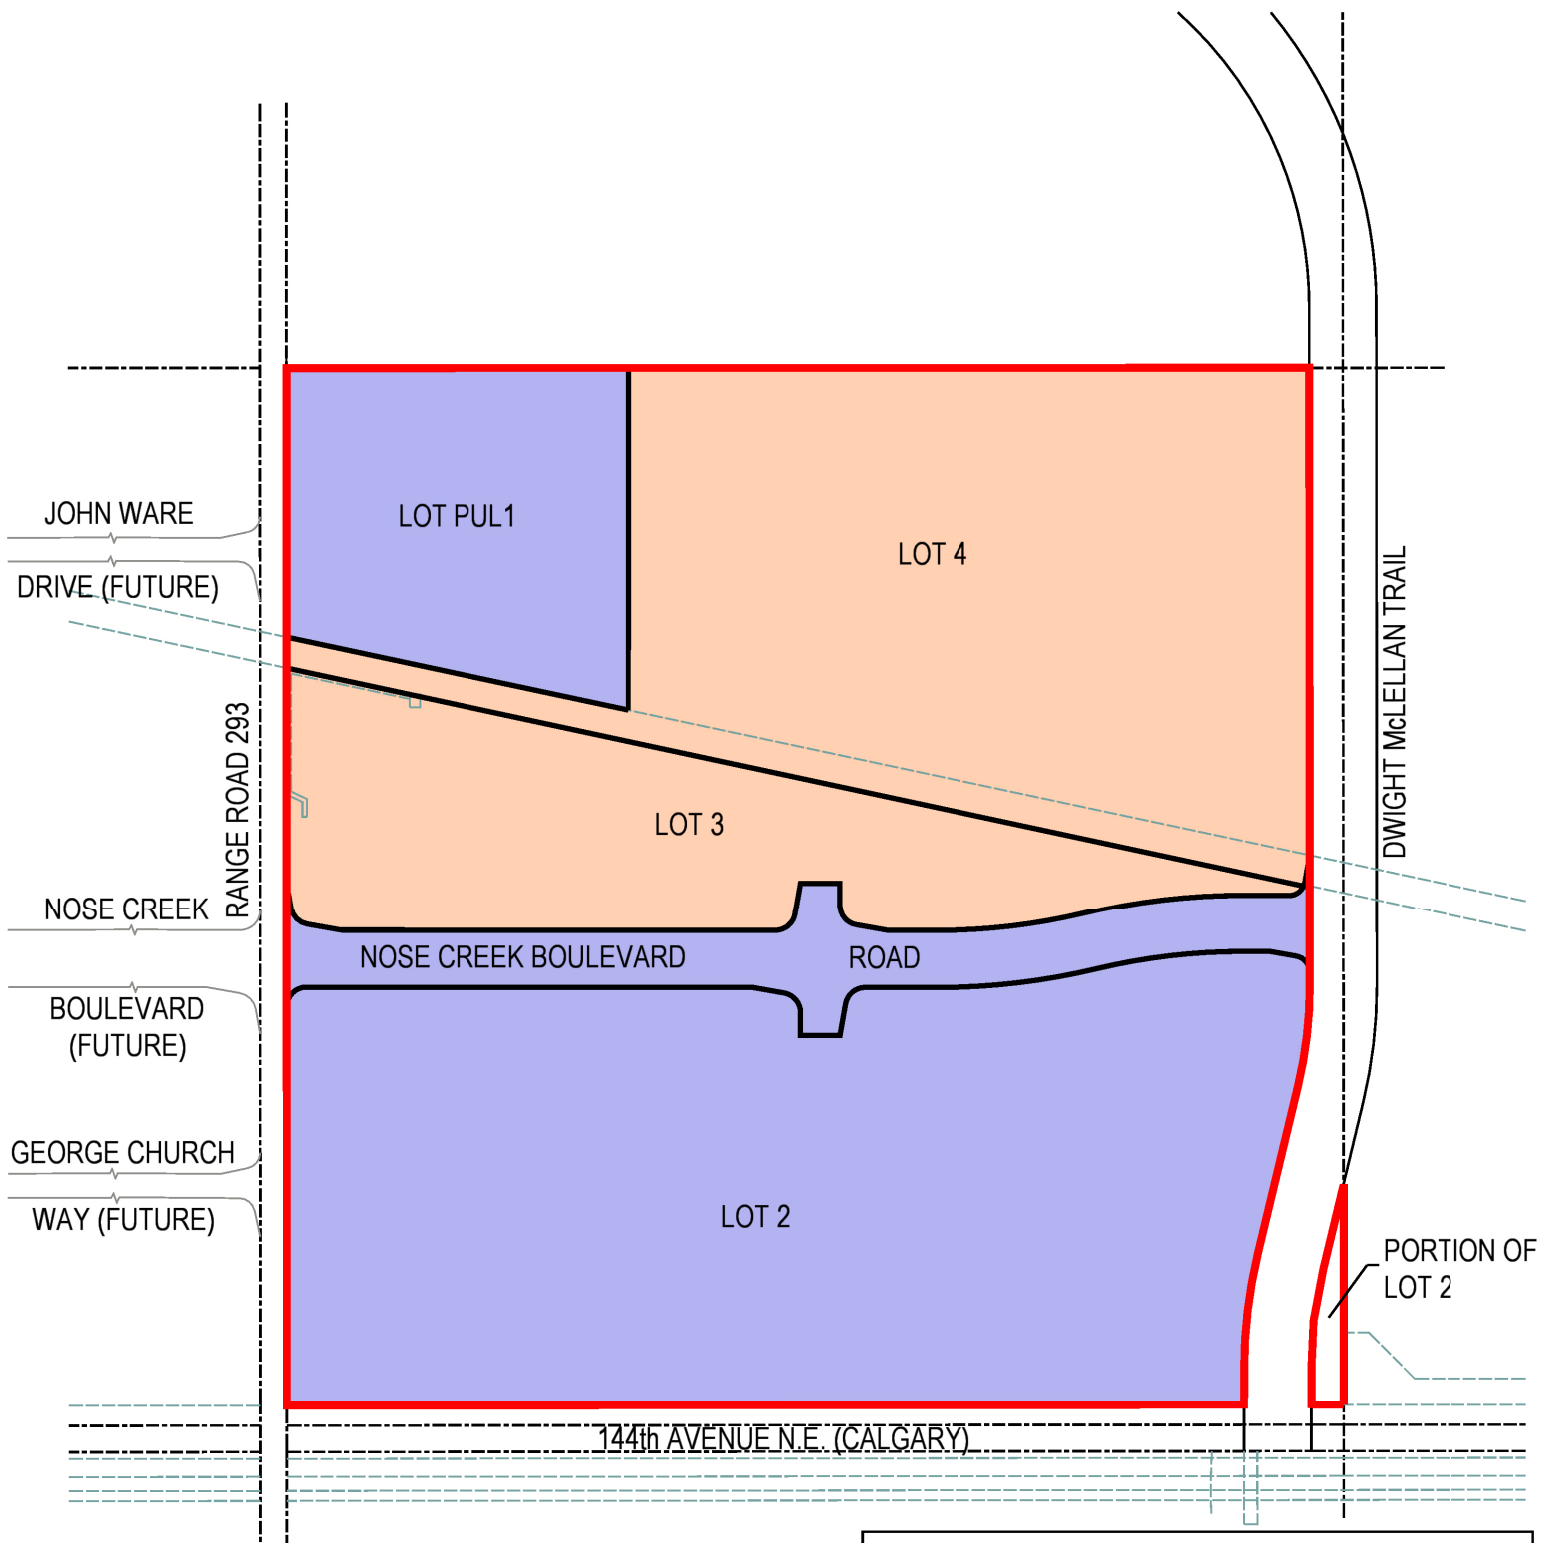 JOHN WARE
DRIVE (FUTURE)
LOT PUL1
LOT 4
DWIGHT McLELLAN TRAIL
RANGE ROAD 293
LOT 3
NOSE CREEK
BOULEVARD
(FUTURE)
NOSE CREEK BOULEVARD
ROAD
GEORGE CHURCH
WAY (FUTURE)
LOT 2
PORTION OF
LOT 2
144th AVENUE N.E. (CALGARY)